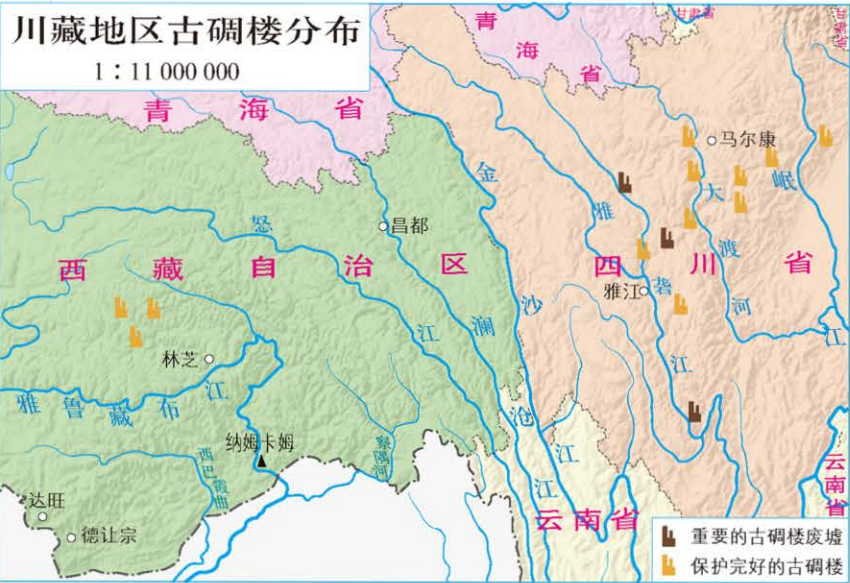 川藏地区古碉楼分布
1：11 000 000
甘肃省
青海省
青海省
马尔康
金
大
岷
雅
怒
昌都
渡
西藏自治区
四川省
雅江
砻
沙
河
江
澜
江
林芝
江
江
雅鲁藏布
沧
纳姆卡姆
察隅河
江
西巴霞曲
江
云南省
达旺
云南省
德让宗
重要的古碉楼废墟
保护完好的古碉楼